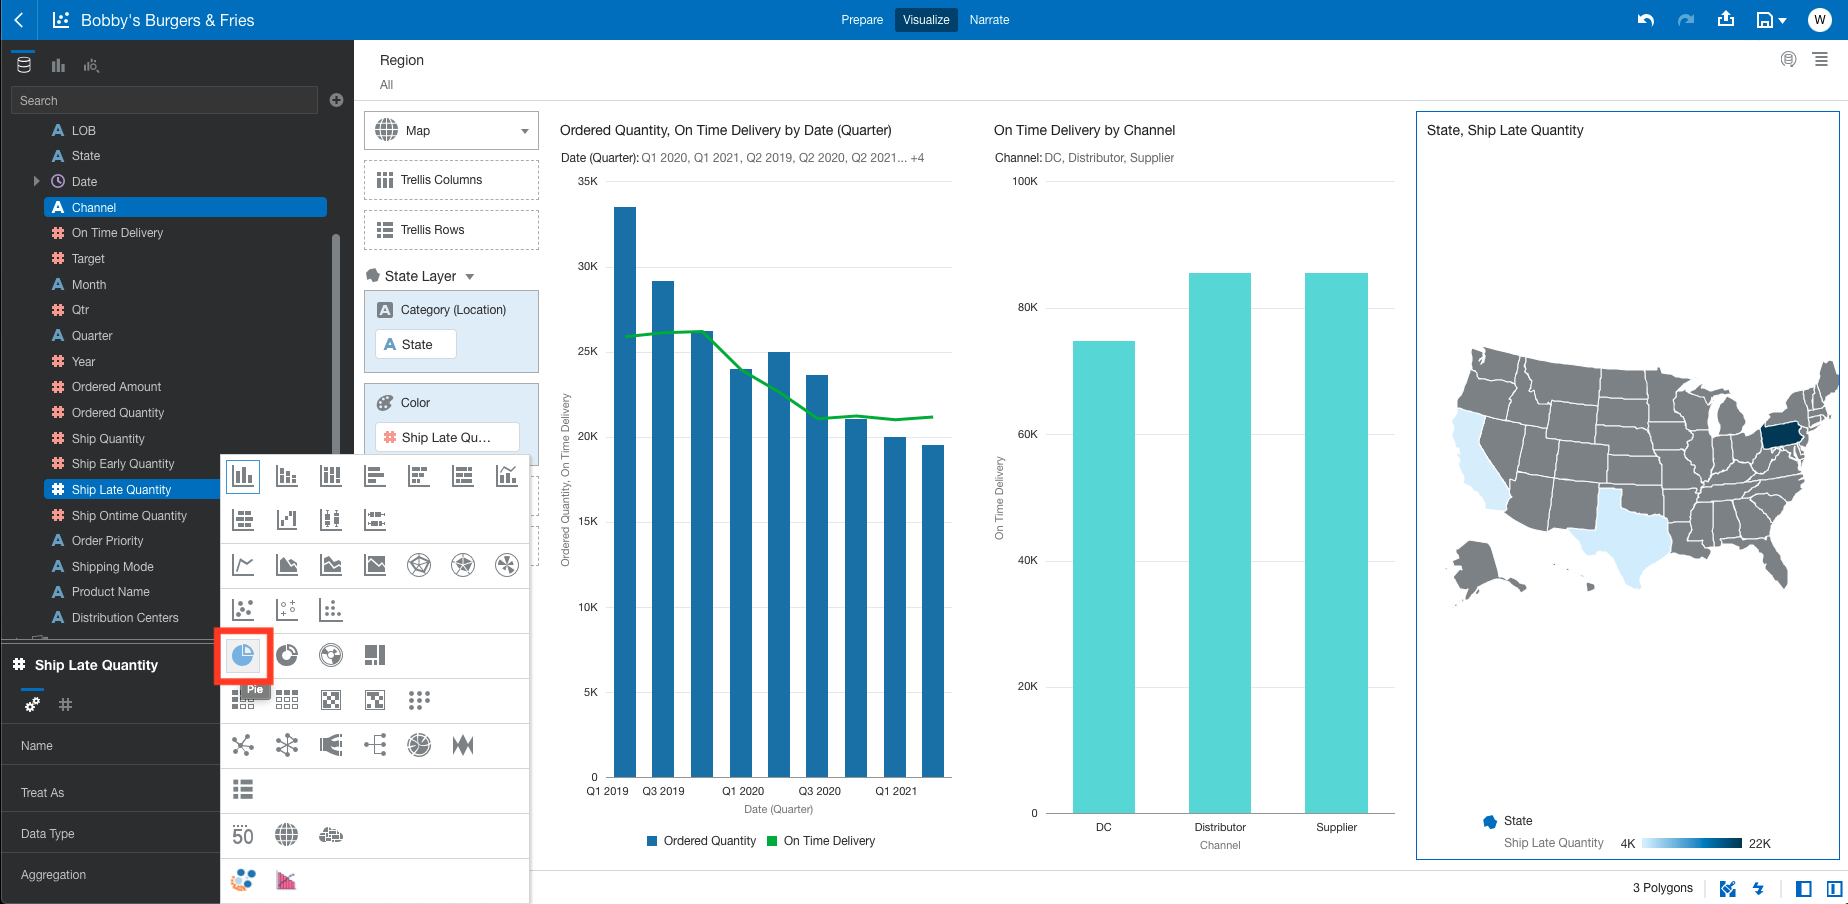 Bobby's Burgers & Fries
Prepare
Visualize
Narrate
W
Search
LOB
State
Date
Channel
On Time Delivery
Target
Month
Qtr
Quarter
Year
Ordered Amount
Ordered Quantity
Ship Quantity
Ship Early Quantity
Ship Late Quantity
Ship Ontime Quantity
Order Priority
Shipping Mode
Product Name
Distribution Centers
Ship Late Quantity
Name
Treat As
Data Type
Aggregation
Pie
50
Region
All
Map
Trellis Columns
Trellis Rows
State Layer
Category (Location)
State
Color
Ship Late Qu...
Ordered Quantity, On Time Delivery by Date (Quarter)
Date (Quarter): Q1 2020, Q1 2021, Q2 2019, Q2 2020, Q2 2021... +4
35K
30K
25K
20K
15K
10K
5K
0
Ordered Quantity, On Time Delivery
Q1 2019
Q3 2019
Q1 2020
Q3 2020
Q1 2021
Date (Quarter)
Ordered Quantity
On Time Delivery
On Time Delivery by Channel
Channel: DC, Distributor, Supplier
100K
80K
60K
40K
20K
0
On Time Delivery
DC
Distributor
Supplier
Channel
State, Ship Late Quantity
State
Ship Late Quantity
4K
22K
3 Polygons